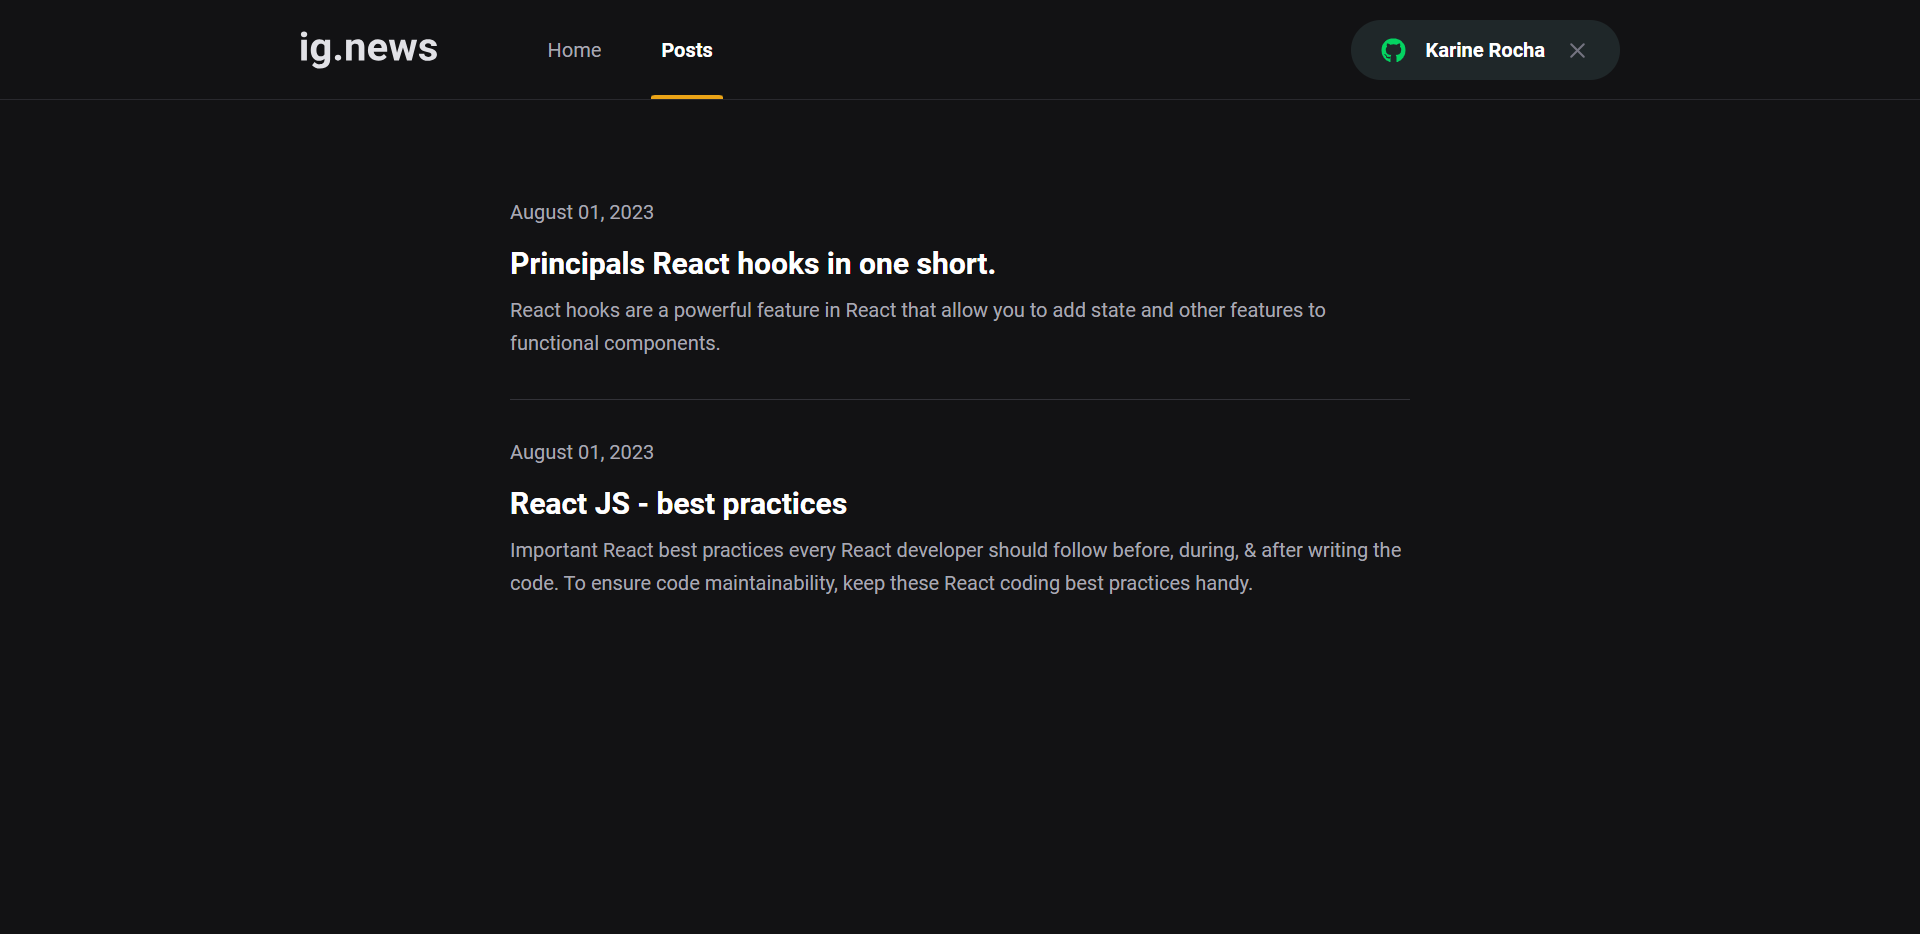 ig.news
Home
Posts
Karine Rocha
August 01, 2023
Principals React hooks in one short.
React hooks are a powerful feature in React that allow you to add state and other features to
functional components.
August 01, 2023
React JS - best practices
Important React best practices every React developer should follow before, during, & after writing the
code. To ensure code maintainability, keep these React coding best practices handy.